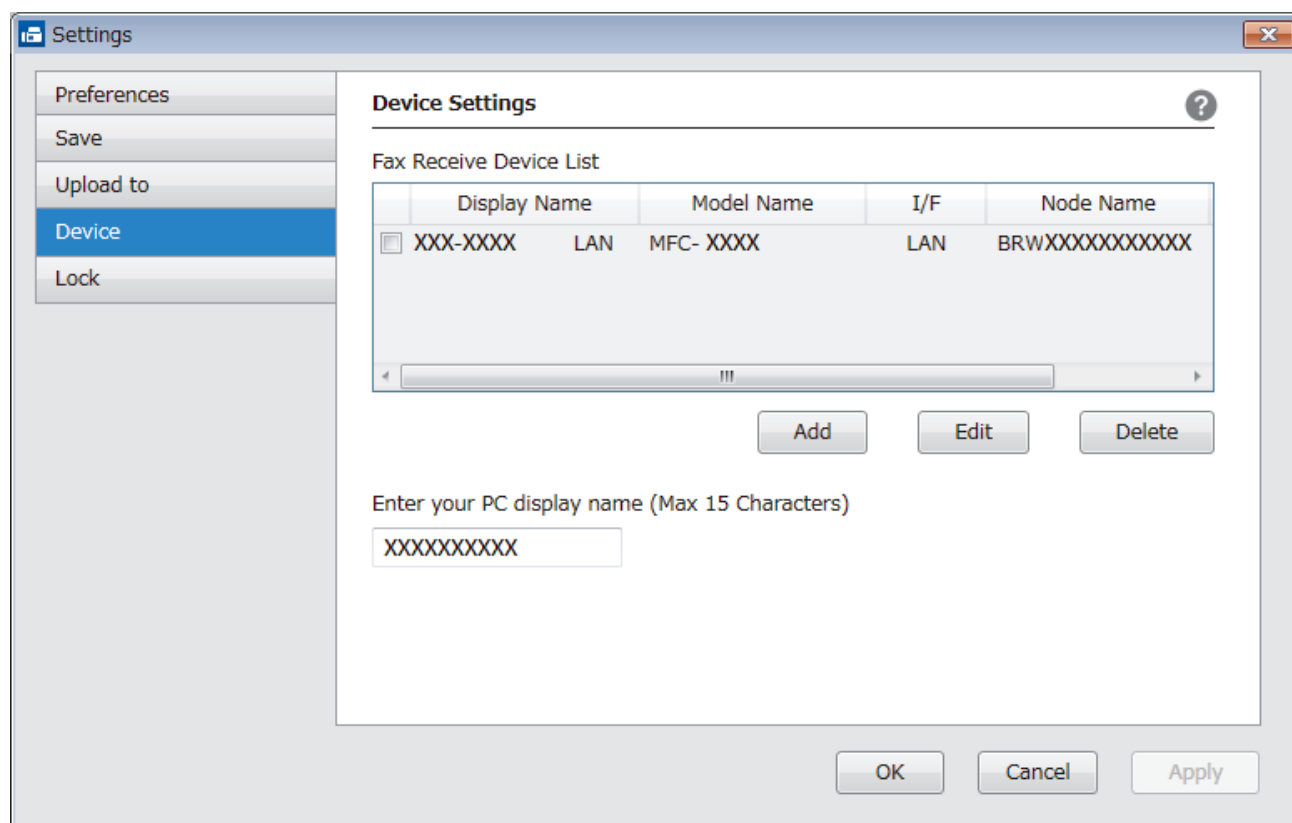 Settings
Preferences
Save
Upload to
Device
Lock
Device Settings
?
Fax Receive Device List
Display Name Model Name I/F Node Name
XXX-XXXX LAN MFC- XXXX LAN BRWXXXXXXXXXXX
Add Edit Delete
Enter your PC display name (Max 15 Characters)
XXXXXXXXXX
OK Cancel Apply